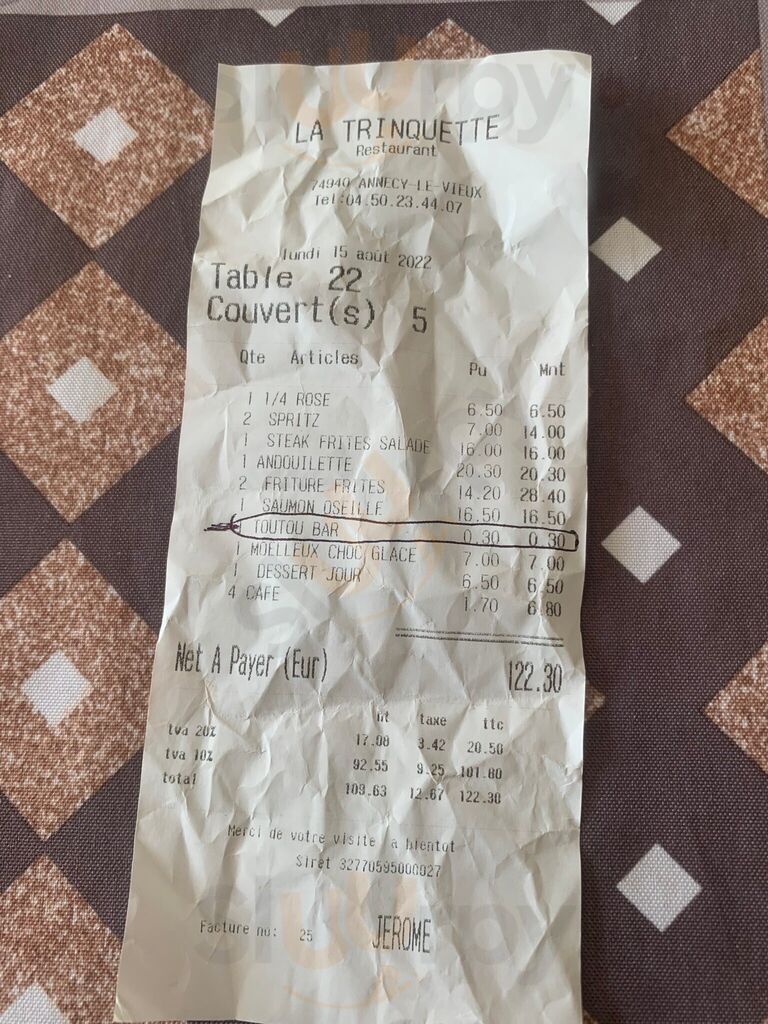 LA TRINQUETTE
Restaurant
74940 ANNECY-LE-VIEUX
Tel:04.50.23.44.07
lundi 15 août 2022
Table 22
Couvert(s) 5
Qte Articles Pu Mnt
1 1/4 ROSE 6.50 6.50
2 SPRITZ 7.00 14.00
1 STEAK FRITES SALADE 16.00 16.00
1 ANDOUILETTE 20.30 20.30
2 FRITURE FRITES 14.20 28.40
1 SAUMON OSEILLE 16.50 16.50
TOUTOU BAR 0.30 0.30
1 MOELLEUX CHOC GLACE 7.00 7.00
1 DESSERT JOUR 6.50 6.50
4 CAFE 1.70 6.80
Net A Payer (Eur) 122.30
ht taxe ttc
tva 20% 17.08 3.42 20.50
tva 10% 92.55 9.25 101.80
total 109.63 12.67 122.30
Merci de votre visite a bientot
Siret 32770595000027
Facture no: 25 JEROME
sluurpy